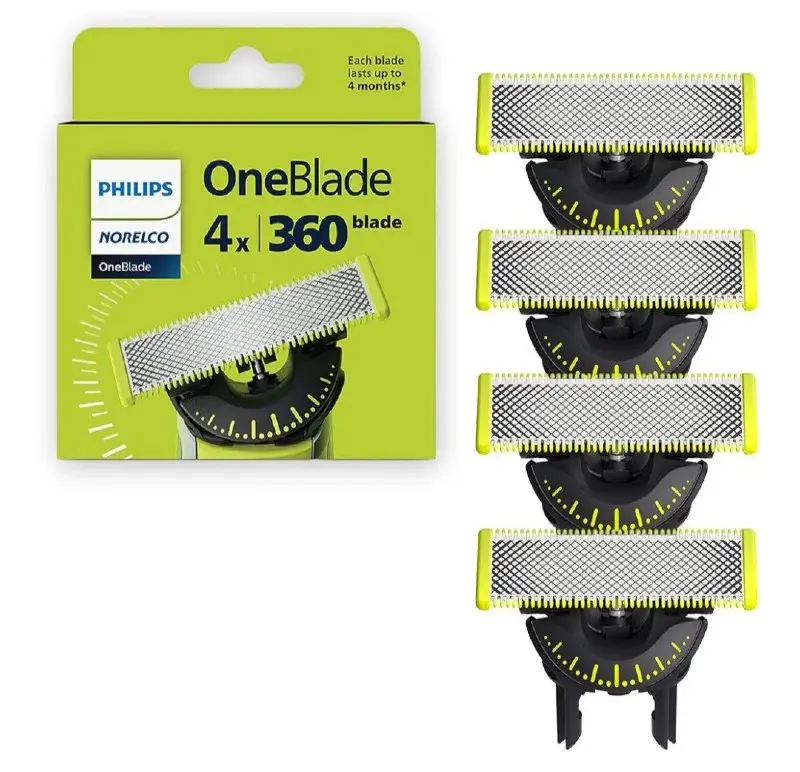 Each blade
lasts up to
4 months*
PHILIPS
NORELCO
OneBlade
OneBlade
4x | 360 blade